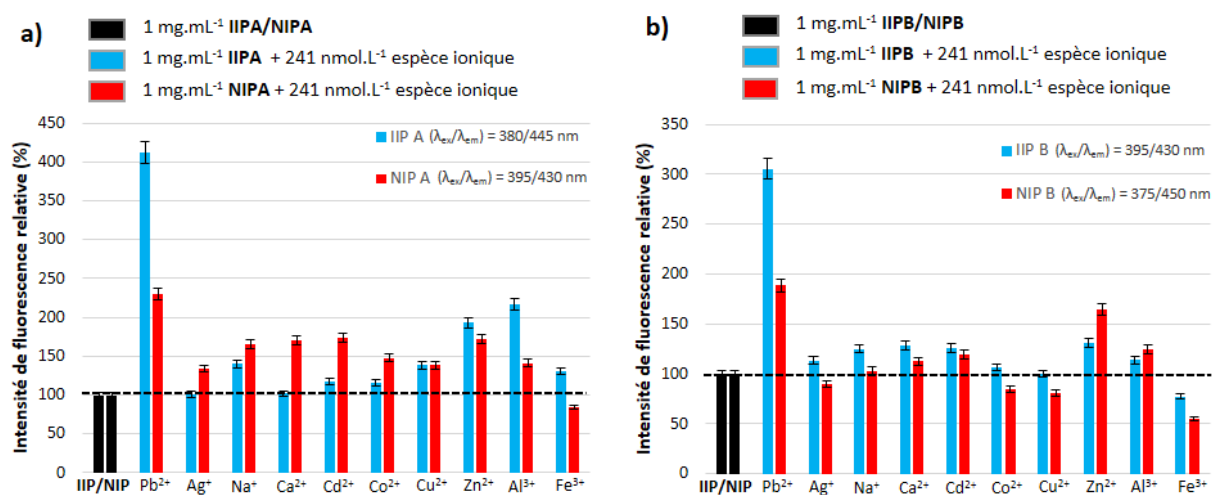 a)
1 mg.mL⁻¹ IIPA/NIPA
1 mg.mL⁻¹ IIPA + 241 nmol.L⁻¹ espèce ionique
1 mg.mL⁻¹ NIPA + 241 nmol.L⁻¹ espèce ionique
Intensité de fluorescence relative (%)
450
400
350
300
250
200
150
100
50
0
IIP A (λex/λem) = 380/445 nm
NIP A (λex/λem) = 395/430 nm
IIP/NIP Pb²⁺ Ag⁺ Na⁺ Ca²⁺ Cd²⁺ Co²⁺ Cu²⁺ Zn²⁺ Al³⁺ Fe³⁺
b)
1 mg.mL⁻¹ IIPB/NIPB
1 mg.mL⁻¹ IIPB + 241 nmol.L⁻¹ espèce ionique
1 mg.mL⁻¹ NIPB + 241 nmol.L⁻¹ espèce ionique
Intensité de fluorescence relative (%)
350
300
250
200
150
100
50
0
IIP B (λex/λem) = 395/430 nm
NIP B (λex/λem) = 375/450 nm
IIP/NIP Pb²⁺ Ag⁺ Na⁺ Ca²⁺ Cd²⁺ Co²⁺ Cu²⁺ Zn²⁺ Al³⁺ Fe³⁺